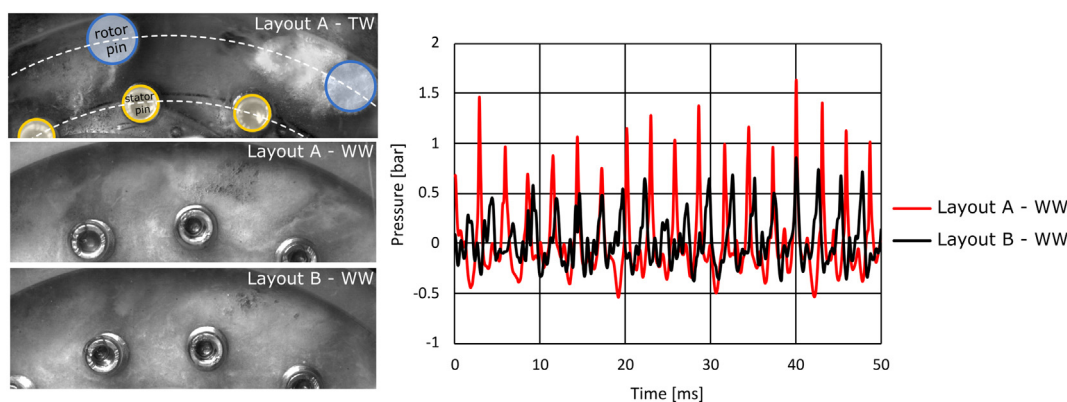 Layout A - TW
rotor
pin
stator
pin
Layout A - WW
Layout B - WW
2
1.5
1
0.5
0
-0.5
-1
Pressure [bar]
0
10
20
30
40
50
Time [ms]
Layout A - WW
Layout B - WW